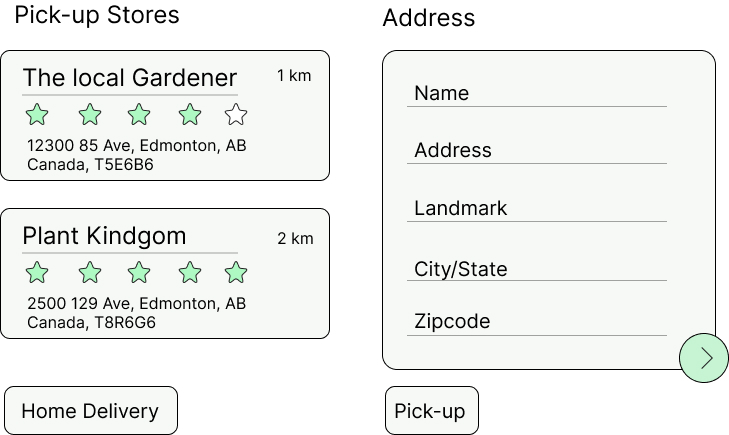 Pick-up Stores
The local Gardener
1 km
12300 85 Ave, Edmonton, AB
Canada, T5E6B6
Plant Kindgom
2 km
2500 129 Ave, Edmonton, AB
Canada, T8R6G6
Home Delivery
Address
Name
Address
Landmark
City/State
Zipcode
Pick-up